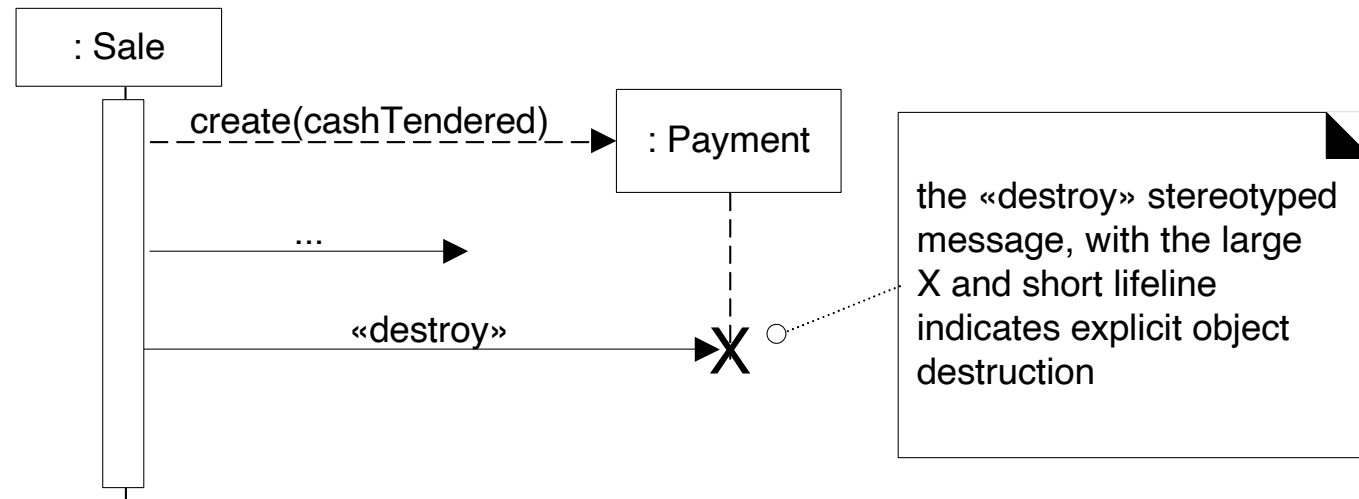 : Sale
create(cashTendered)
: Payment
...
«destroy»
X
the «destroy» stereotyped
message, with the large
X and short lifeline
indicates explicit object
destruction